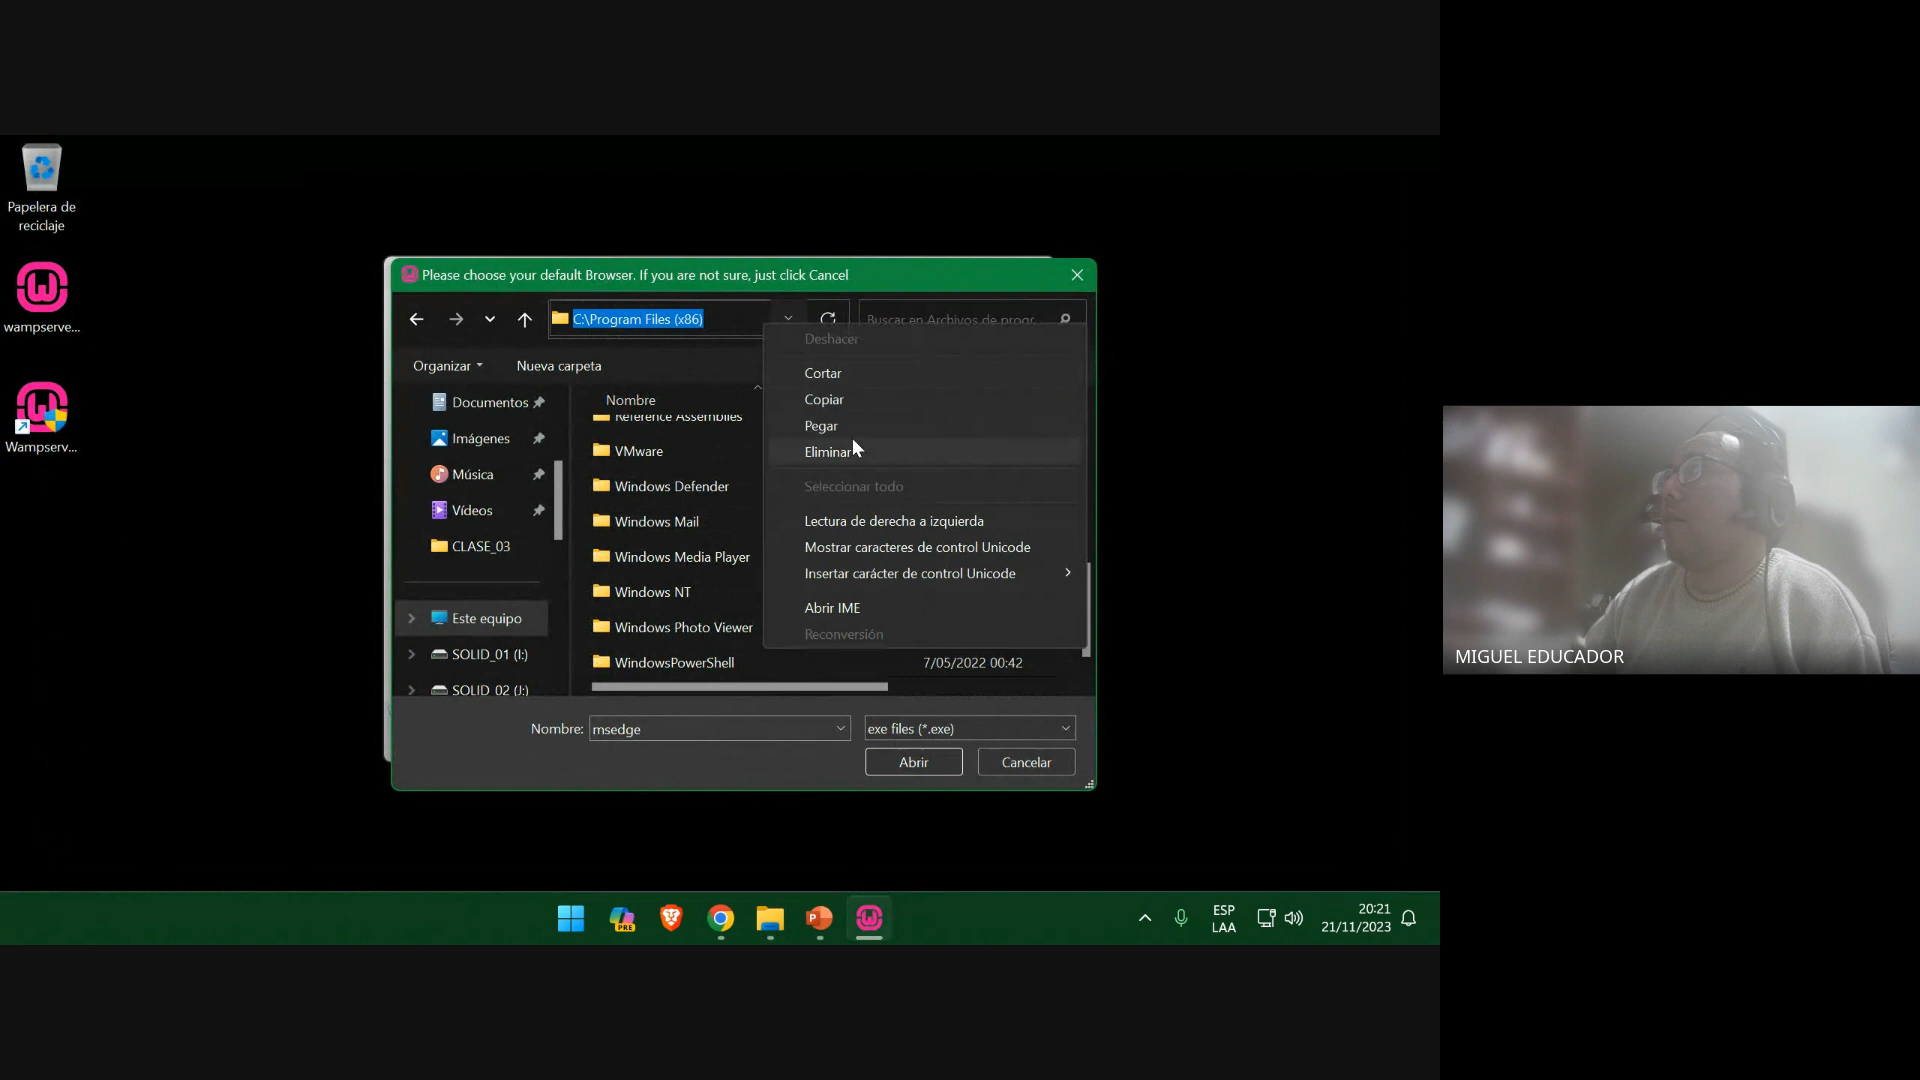 Papelera de
reciclaje
wampserve...
Wampserv...
Please choose your default Browser. If you are not sure, just click Cancel
C:\Program Files (x86)
Buscar en Archivos de progr...
Organizar
Nueva carpeta
Documentos
Imágenes
Música
Vídeos
CLASE_03
Este equipo
SOLID_01 (I:)
SOLID_02 (J:)
Nombre
Reference Assemblies
VMware
Windows Defender
Windows Mail
Windows Media Player
Windows NT
Windows Photo Viewer
WindowsPowerShell
7/05/2022 00:42
Deshacer
Cortar
Copiar
Pegar
Eliminar
Seleccionar todo
Lectura de derecha a izquierda
Mostrar caracteres de control Unicode
Insertar carácter de control Unicode
Abrir IME
Reconversión
Nombre:
msedge
exe files (*.exe)
Abrir
Cancelar
MIGUEL EDUCADOR
PRE
ESP
LAA
20:21
21/11/2023